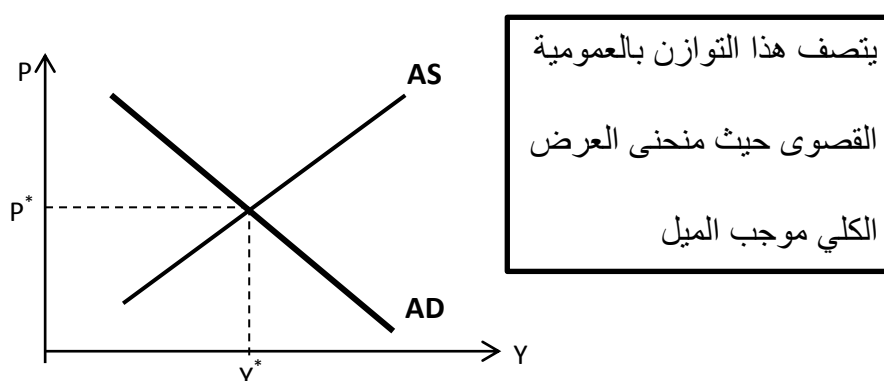 P
AS
P*
AD
Y
Y*
يتصف هذا التوازن بالعمومية
القصوى حيث منحنى العرض
الكلي موجب الميل